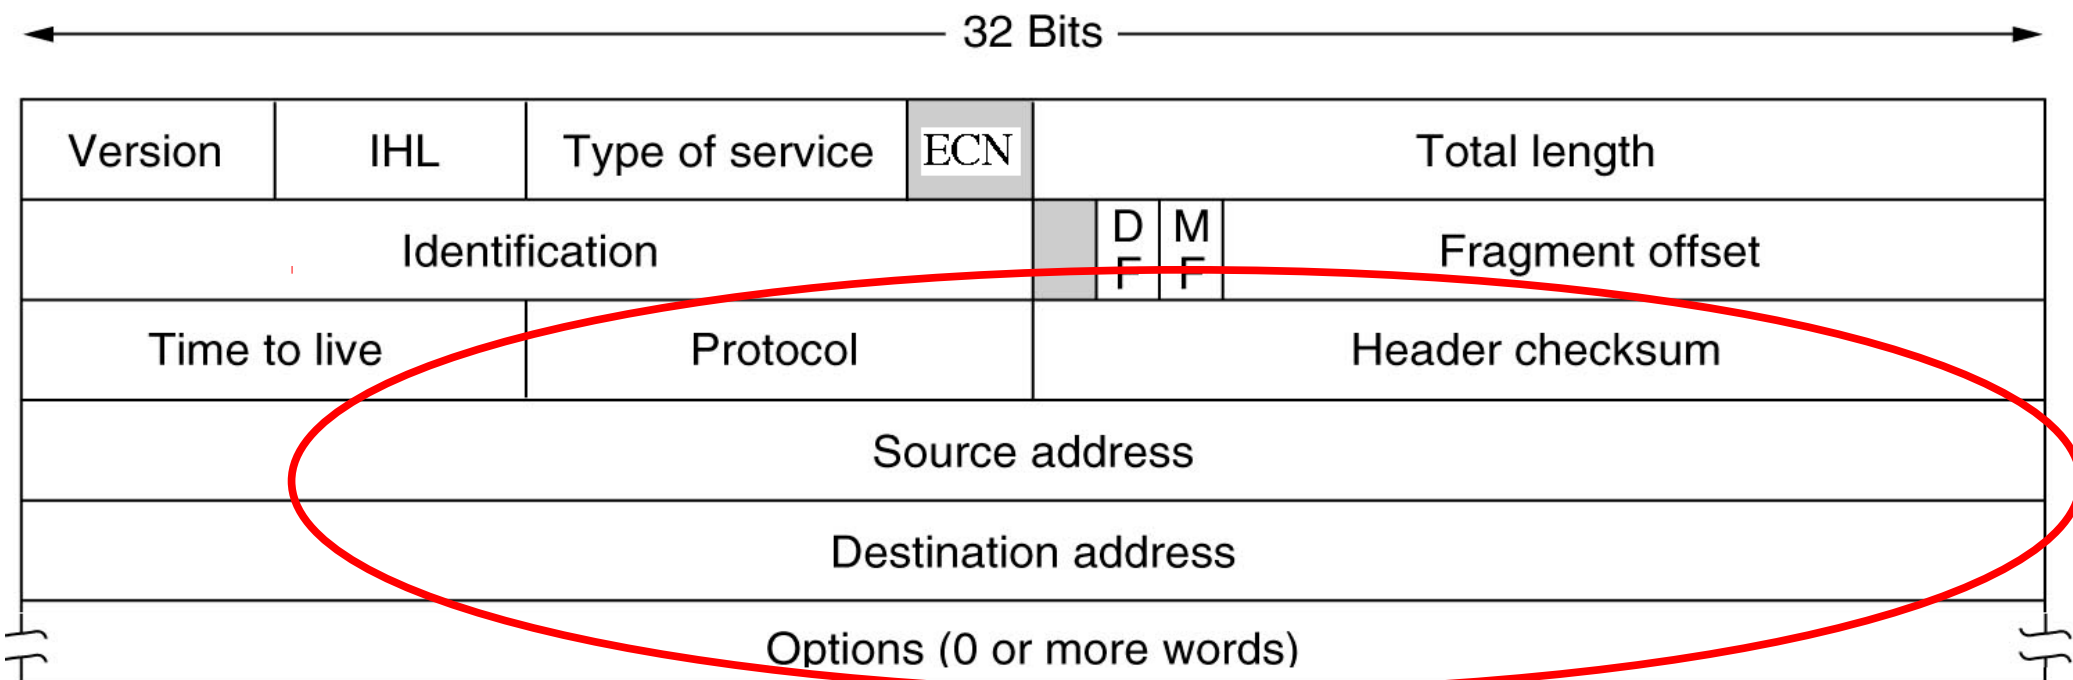 32 Bits
Version IHL Type of service ECN Total length
Identification D F M F Fragment offset
Time to live Protocol Header checksum
Source address
Destination address
Options (0 or more words)